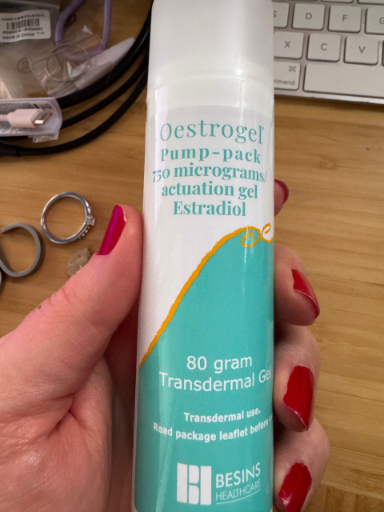 Oestrogel
Pump-pack
750 micrograms/
actuation gel
Estradiol
80 gram
Transdermal Gel
Transdermal use.
Read package leaflet before
BESINS
HEALTHCARE
D
F
G
X
C
V
command
⌘